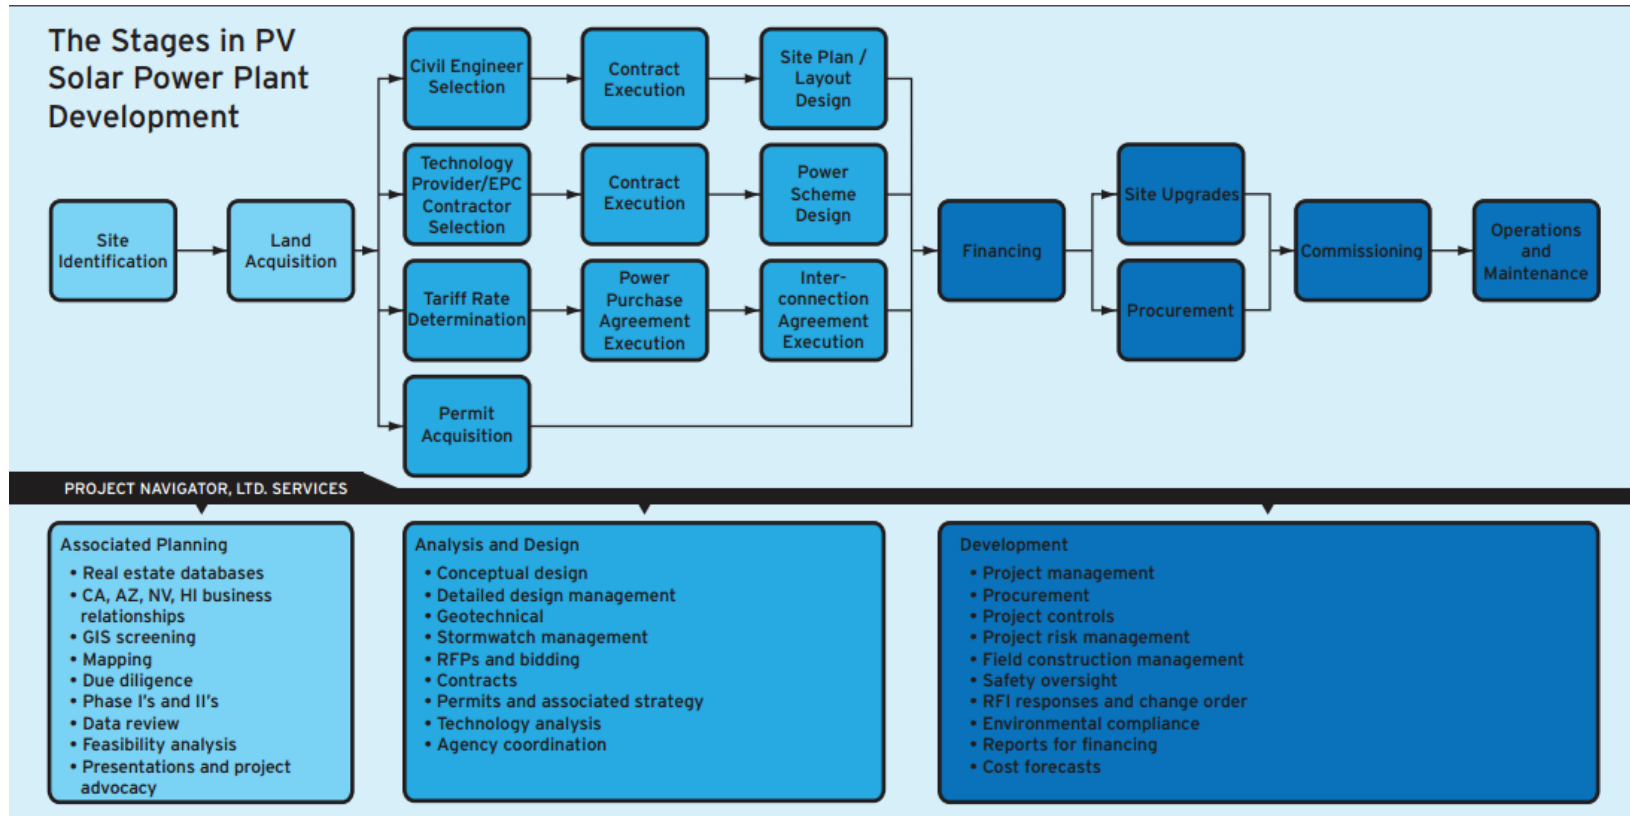 The Stages in PV
Solar Power Plant
Development
Site
Identification
Land
Acquisition
Civil Engineer
Selection
Contract
Execution
Site Plan /
Layout
Design
Technology
Provider/EPC
Contractor
Selection
Contract
Execution
Power
Scheme
Design
Tariff Rate
Determination
Power
Purchase
Agreement
Execution
Inter-
connection
Agreement
Execution
Permit
Acquisition
Financing
Site Upgrades
Procurement
Commissioning
Operations
and
Maintenance
PROJECT NAVIGATOR, LTD. SERVICES
Associated Planning
• Real estate databases
• CA, AZ, NV, HI business
relationships
• GIS screening
• Mapping
• Due diligence
• Phase I's and II's
• Data review
• Feasibility analysis
• Presentations and project
advocacy
Analysis and Design
• Conceptual design
• Detailed design management
• Geotechnical
• Stormwatch management
• RFPs and bidding
• Contracts
• Permits and associated strategy
• Technology analysis
• Agency coordination
Development
• Project management
• Procurement
• Project controls
• Project risk management
• Field construction management
• Safety oversight
• RFI responses and change order
• Environmental compliance
• Reports for financing
• Cost forecasts